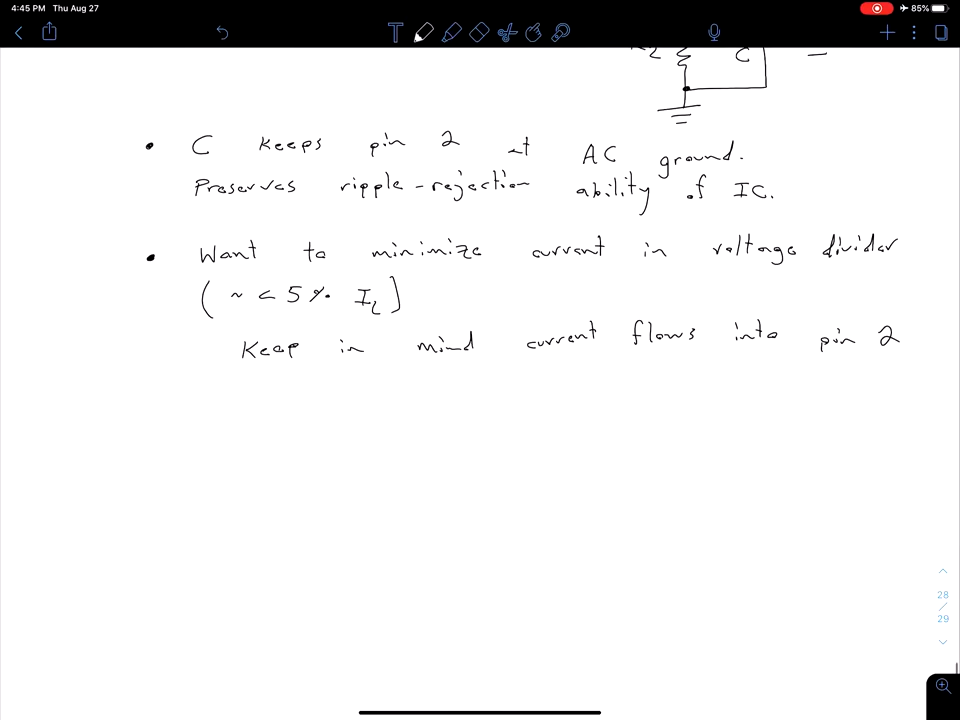 4:45 PM Thu Aug 27
85%
T
R2
C
• C keeps pin 2 at AC ground.
Preserves ripple-rejection ability of IC.
• Want to minimize current in voltage divider
(~ < 5% IL)
Keep in mind current flows into pin 2
28
/
29